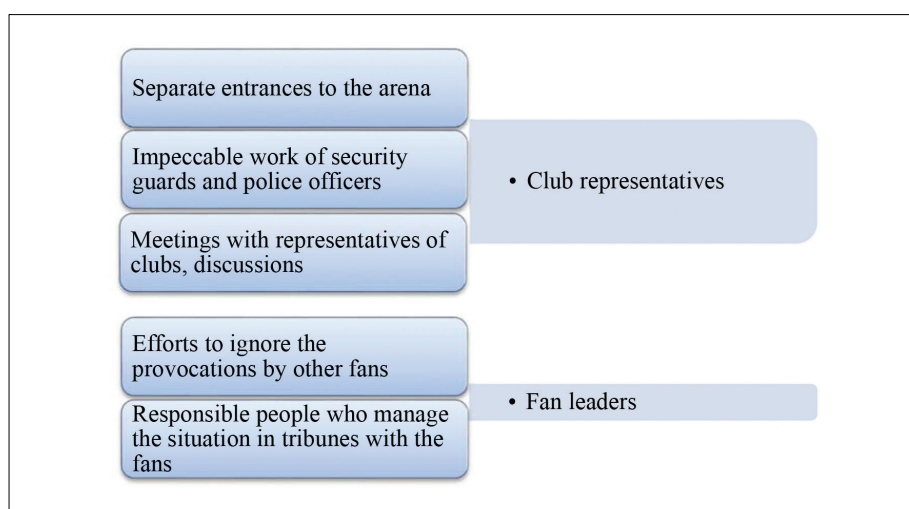 Separate entrances to the arena
Impeccable work of security
guards and police officers
• Club representatives
Meetings with representatives of
clubs, discussions
Efforts to ignore the
provocations by other fans
• Fan leaders
Responsible people who manage
the situation in tribunes with the
fans